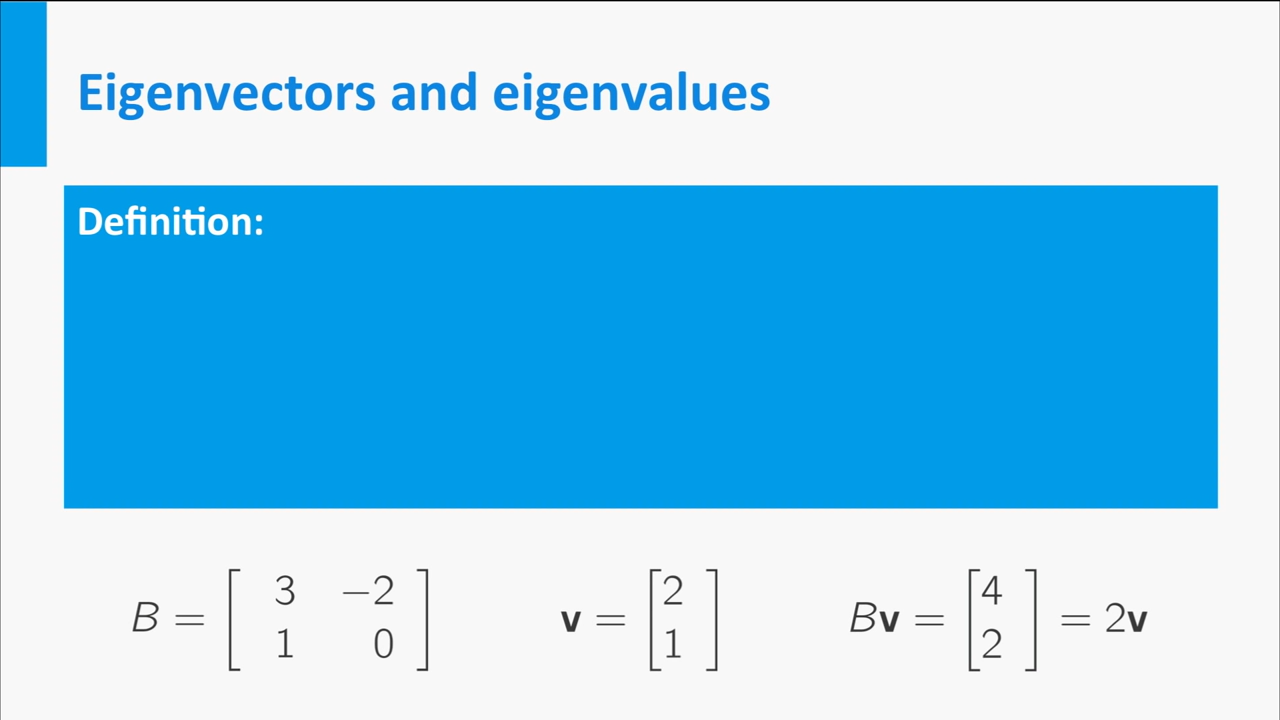 Eigenvectors and eigenvalues
Definition:
B = [ 3 −2 ] v = [ 2 ] Bv = [ 4 ] = 2v
[ 1 0 ] [ 1 ] [ 2 ]